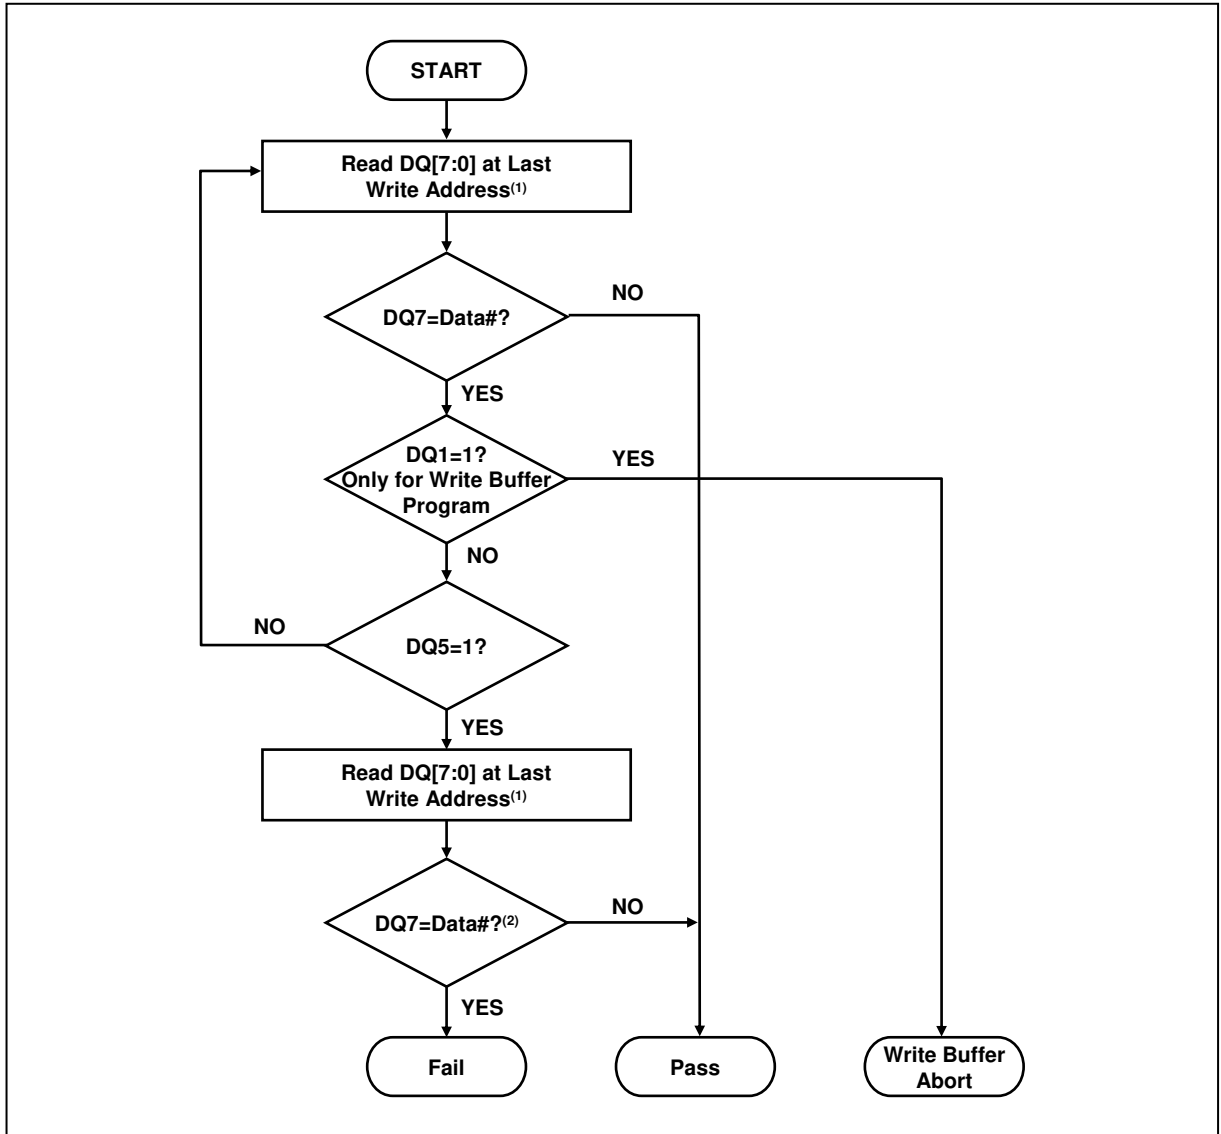 START
Read DQ[7:0] at Last
Write Address(1)
NO
DQ7=Data#?
YES
DQ1=1?
Only for Write Buffer
Program
YES
NO
NO
DQ5=1?
YES
Read DQ[7:0] at Last
Write Address(1)
DQ7=Data#?(2)
NO
YES
Fail
Pass
Write Buffer
Abort